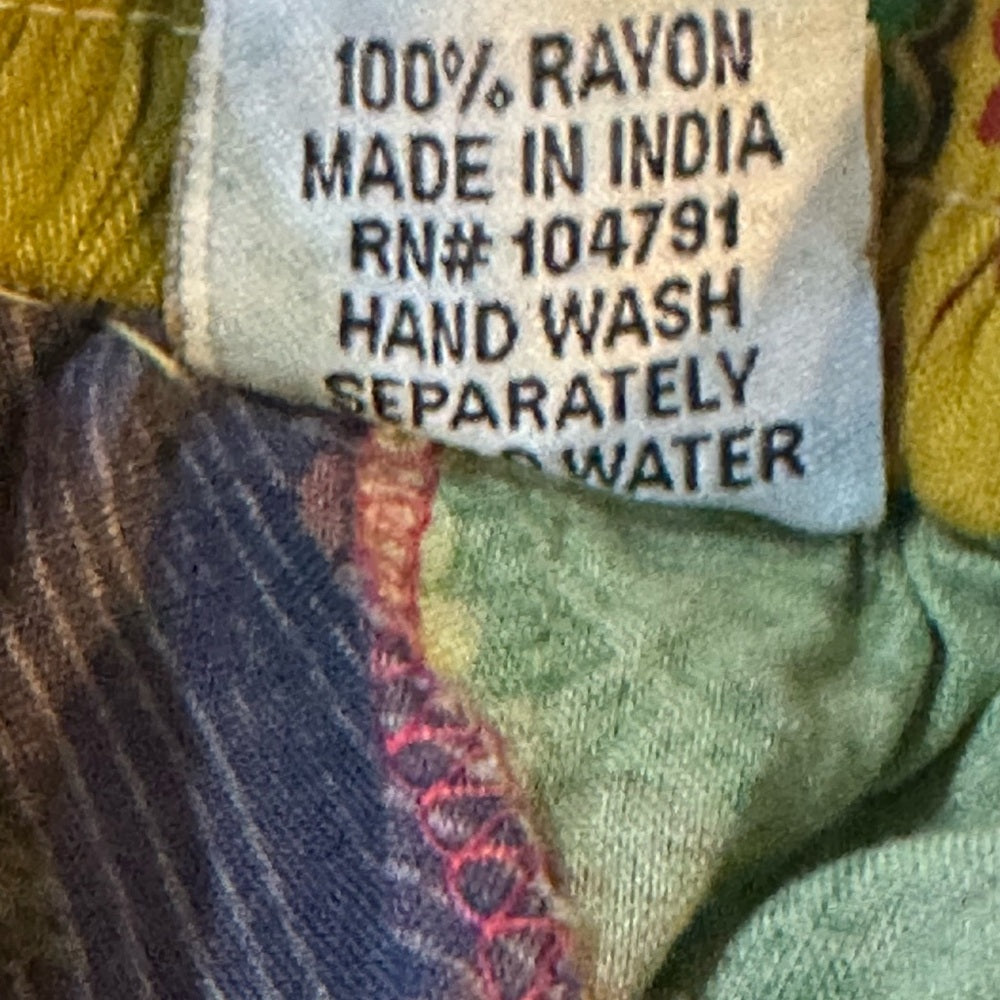 100% RAYON
MADE IN INDIA
RN# 104791
HAND WASH
SEPARATELY
WATER